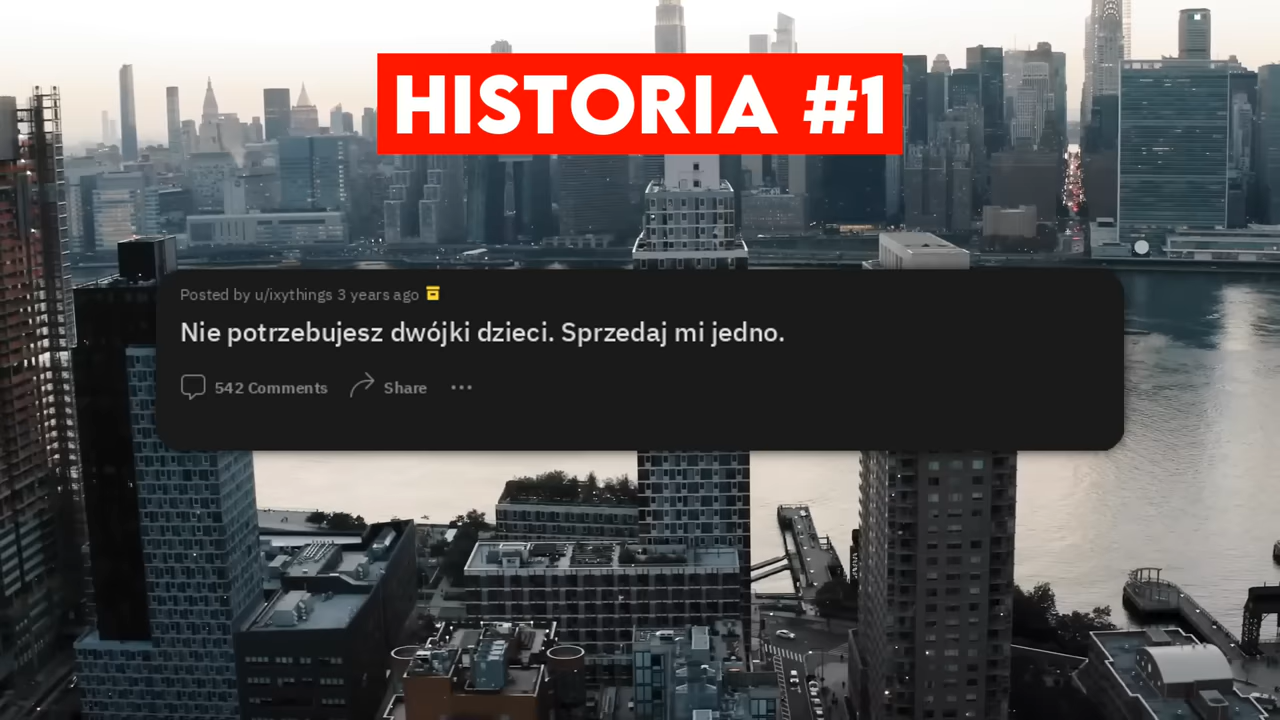 HISTORIA #1
Posted by u/ixythings 3 years ago
Nie potrzebujesz dwójki dzieci. Sprzedaj mi jedno.
542 Comments Share